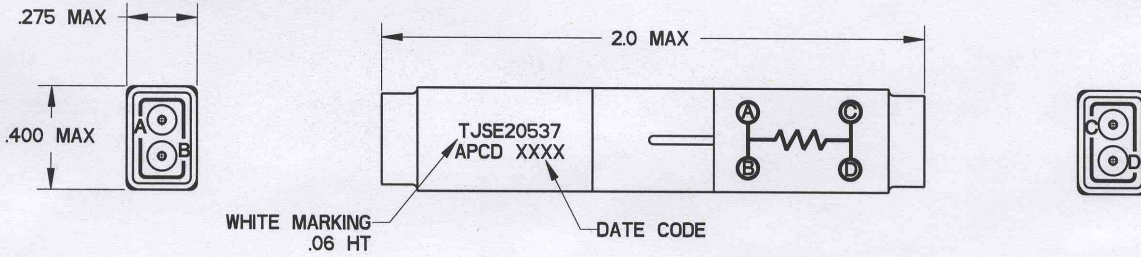 .275 MAX
2.0 MAX
.400 MAX
A
B
TJSE20537
APCD XXXX
A
C
B
D
C
D
WHITE MARKING
.06 HT
DATE CODE